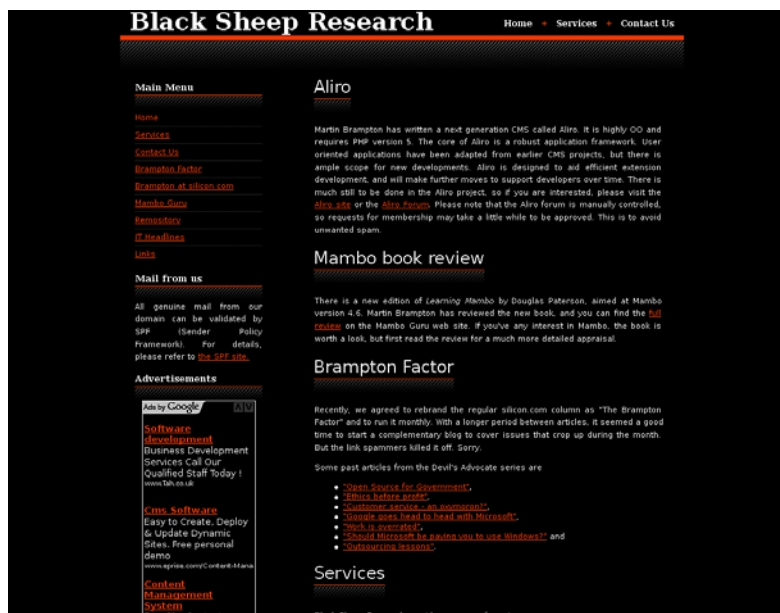 Black Sheep Research
Home + Services + Contact Us
Main Menu
Home
Services
Contact Us
Brampton Factor
Brampton at silicon.com
Mambo Guru
Remository
IT Headlines
Links
Mail from us
All genuine mail from our
domain can be validated by
SPF (Sender Policy
Framework). For details,
please refer to the SPF site.
Advertisements
Ads by Google
Software
development
Business Development
Services Call Our
Qualified Staff Today !
www.Tah.co.uk
Cms Software
Easy to Create, Deploy
& Update Dynamic
Sites. Free personal
demo
www.eprise.com/Content-Mana
Content
Management
System
Aliro
Martin Brampton has written a next generation CMS called Aliro. It is highly OO and
requires PHP version 5. The core of Aliro is a robust application framework. User
oriented applications have been adapted from earlier CMS projects, but there is
ample scope for new developments. Aliro is designed to aid efficient extension
development, and will make further moves to support developers over time. There is
much still to be done in the Aliro project, so if you are interested, please visit the
Aliro site or the Aliro Forum. Please note that the Aliro forum is manually controlled,
so requests for membership may take a little while to be approved. This is to avoid
unwanted spam.
Mambo book review
There is a new edition of Learning Mambo by Douglas Paterson, aimed at Mambo
version 4.6. Martin Brampton has reviewed the new book, and you can find the full
review on the Mambo Guru web site. If you've any interest in Mambo, the book is
worth a look, but first read the review for a much more detailed appraisal.
Brampton Factor
Recently, we agreed to rebrand the regular silicon.com column as "The Brampton
Factor" and to run it monthly. With a longer period between articles, it seemed a good
time to start a complementary blog to cover issues that crop up during the month.
But the link spammers killed it off. Sorry.
Some past articles from the Devil's Advocate series are
"Open Source for Government",
"Ethics before profit",
"Customer service - an oxymoron?",
"Google goes head to head with Microsoft",
"Work is overrated",
"Should Microsoft be paying you to use Windows?" and
"Outsourcing lessons".
Services